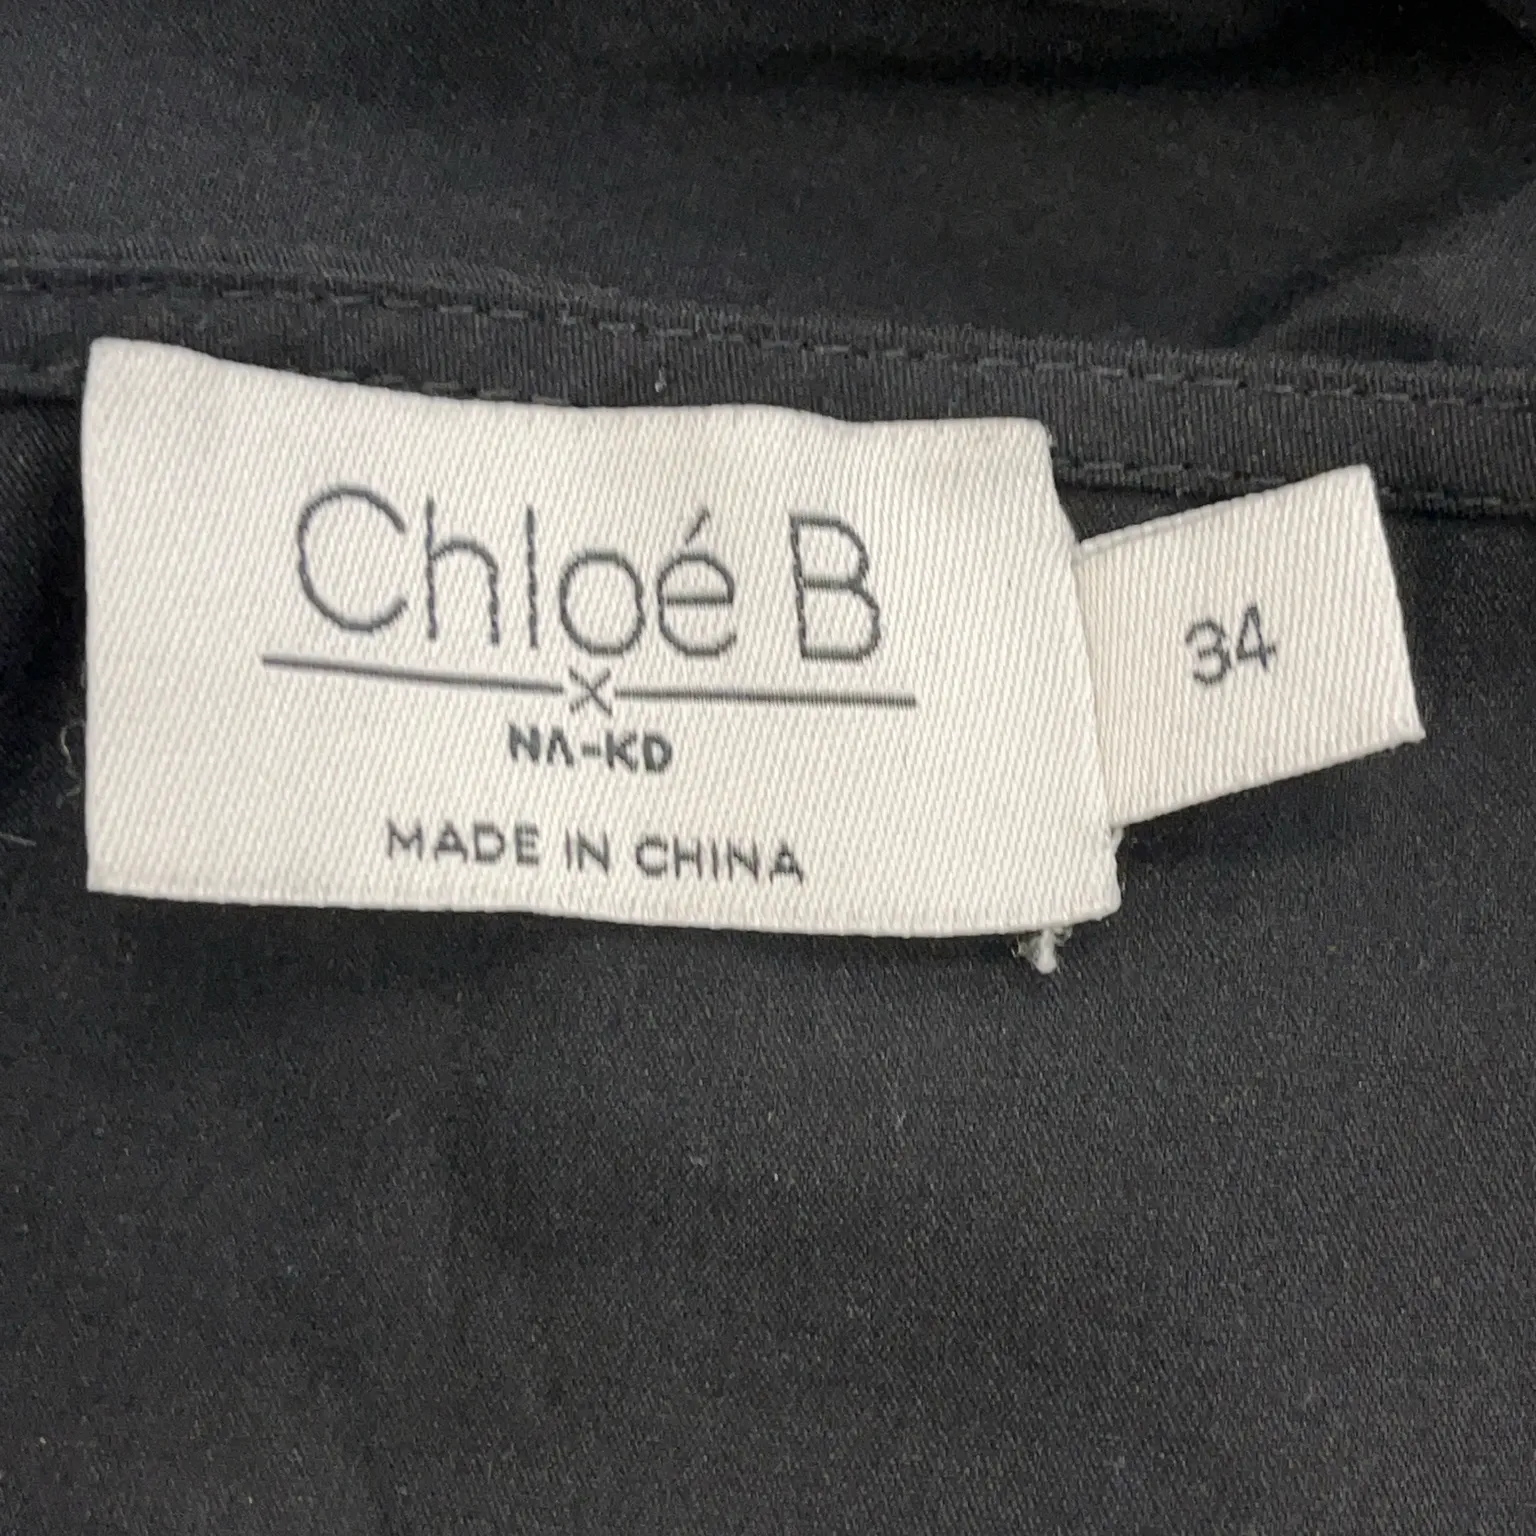 Chloé B
X
NA-KD
MADE IN CHINA
34